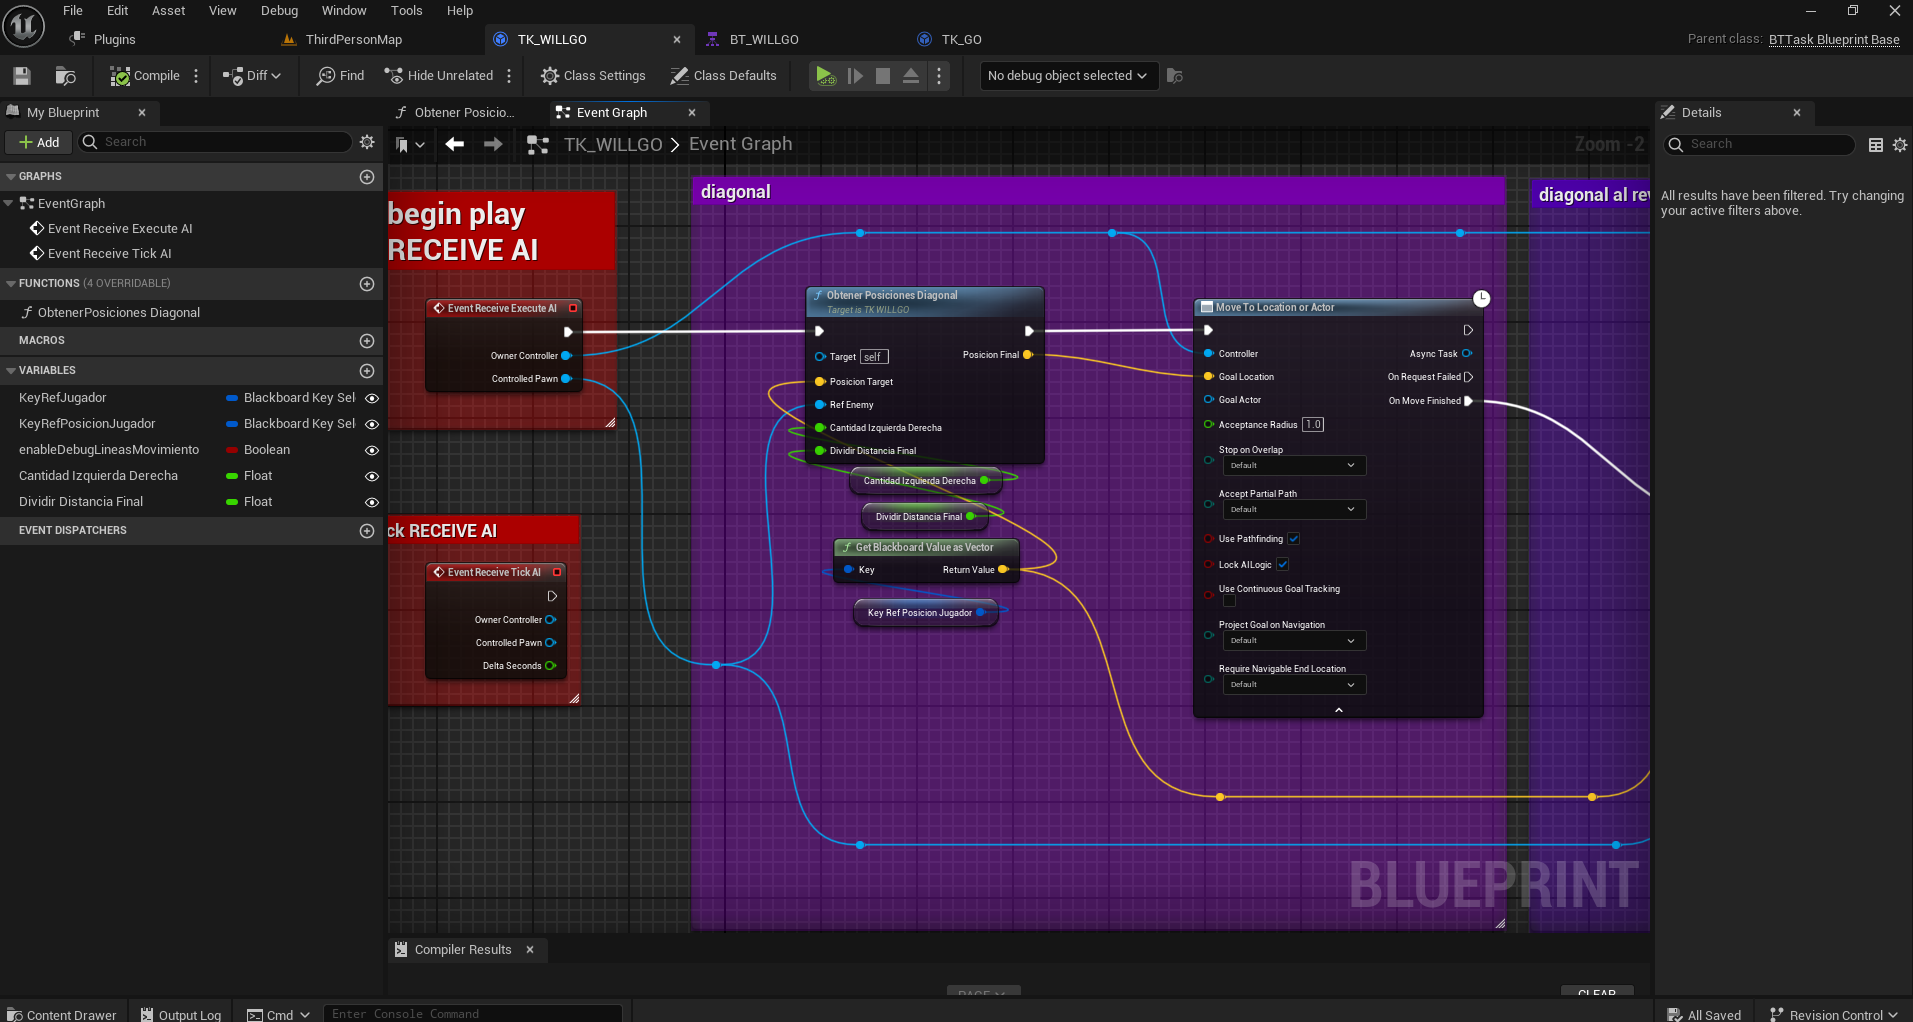 File Edit Asset View Debug Window Tools Help
Plugins ThirdPersonMap TK_WILLGO BT_WILLGO TK_GO Parent class: BTTask Blueprint Base
Compile Diff Find Hide Unrelated Class Settings Class Defaults No debug object selected
My Blueprint
Add Search
GRAPHS
EventGraph
Event Receive Execute AI
Event Receive Tick AI
FUNCTIONS (4 OVERRIDABLE)
ObtenerPosiciones Diagonal
MACROS
VARIABLES
KeyRefJugador Blackboard Key Sel
KeyRefPosicionJugador Blackboard Key Sel
enableDebugLineasMovimiento Boolean
Cantidad Izquierda Derecha Float
Dividir Distancia Final Float
EVENT DISPATCHERS
Obtener Posicio... Event Graph
TK_WILLGO > Event Graph Zoom -2
begin play
RECEIVE AI
Event Receive Execute AI
Owner Controller
Controlled Pawn
ck RECEIVE AI
Event Receive Tick AI
Owner Controller
Controlled Pawn
Delta Seconds
diagonal
Obtener Posiciones Diagonal
Target is TK WILLGO
Target self Posicion Final
Posicion Target
Ref Enemy
Cantidad Izquierda Derecha
Dividir Distancia Final
Cantidad Izquierda Derecha
Dividir Distancia Final
Get Blackboard Value as Vector
Key Return Value
Key Ref Posicion Jugador
Move To Location or Actor
Controller Async Task
Goal Location On Request Failed
Goal Actor On Move Finished
Acceptance Radius 1.0
Stop on Overlap
Default
Accept Partial Path
Default
Use Pathfinding
Lock AILogic
Use Continuous Goal Tracking
Project Goal on Navigation
Default
Require Navigable End Location
Default
diagonal al rev
BLUEPRINT
Details
Search
All results have been filtered. Try changing
your active filters above.
Compiler Results
PAGE CLEAR
Content Drawer Output Log Cmd Enter Console Command All Saved Revision Control